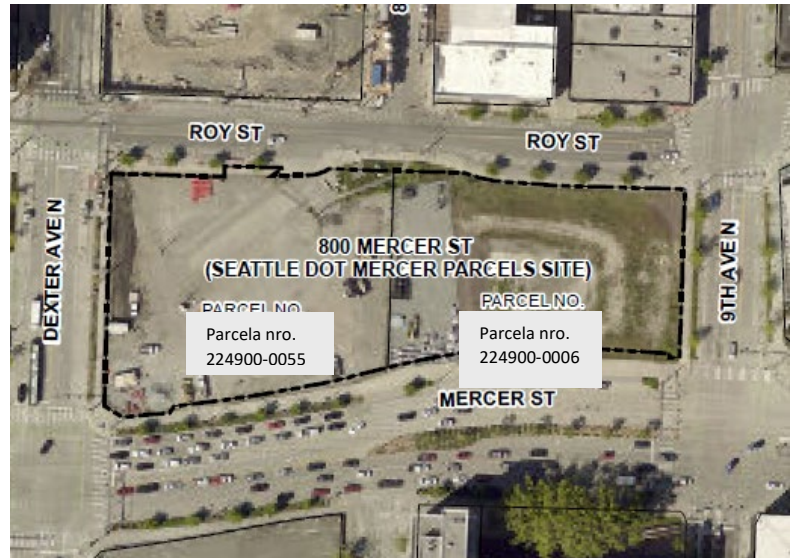 8
ROY ST
ROY ST
DEXTER AVE N
800 MERCER ST
(SEATTLE DOT MERCER PARCELS SITE)
9TH AVE N
PARCEL NO.
PARCEL NO.
Parcela nro.
224900-0055
Parcela nro.
224900-0006
MERCER ST